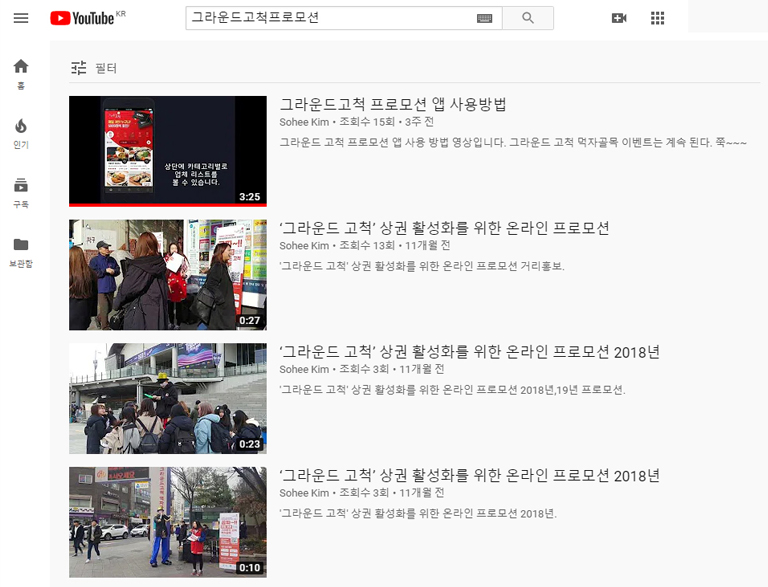 YouTube KR
그라운드고척프로모션
홈
인기
구독
보관함
필터
상단에 카테고리별로
업체 리스트를
볼 수 있습니다.
3:25
그라운드고척 프로모션 앱 사용방법
Sohee Kim • 조회수 15회 • 3주 전
그라운드 고척 프로모션 앱 사용 방법 영상입니다. 그라운드 고척 먹자골목 이벤트는 계속 된다. 쭉~~~
0:27
‘그라운드 고척’ 상권 활성화를 위한 온라인 프로모션
Sohee Kim • 조회수 13회 • 11개월 전
'그라운드 고척' 상권 활성화를 위한 온라인 프로모션 거리홍보.
0:23
‘그라운드 고척’ 상권 활성화를 위한 온라인 프로모션 2018년
Sohee Kim • 조회수 3회 • 11개월 전
'그라운드 고척' 상권 활성화를 위한 온라인 프로모션 2018년,19년 프로모션.
0:10
‘그라운드 고척’ 상권 활성화를 위한 온라인 프로모션 2018년
Sohee Kim • 조회수 3회 • 11개월 전
'그라운드 고척' 상권 활성화를 위한 온라인 프로모션 2018년.